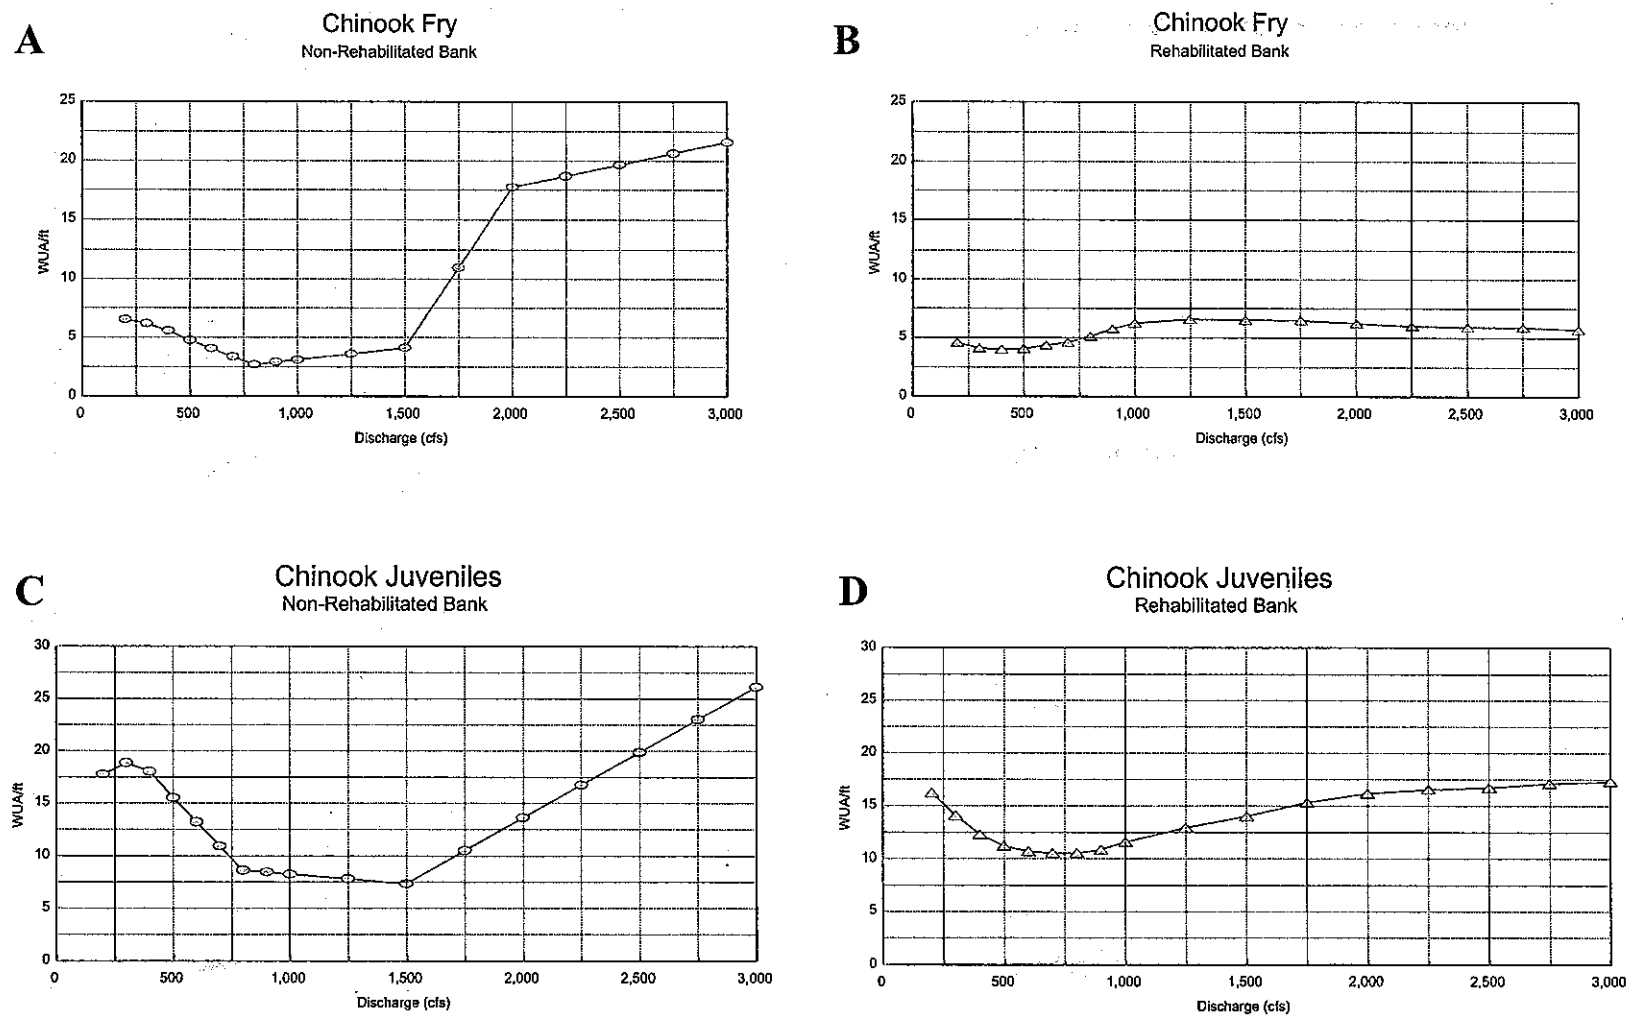 A
Chinook Fry
Non-Rehabilitated Bank
25
20
15
10
5
0
WUA/ft
0 500 1,000 1,500 2,000 2,500 3,000
Discharge (cfs)
B
Chinook Fry
Rehabilitated Bank
25
20
15
10
5
0
WUA/ft
0 500 1,000 1,500 2,000 2,500 3,000
Discharge (cfs)
C
Chinook Juveniles
Non-Rehabilitated Bank
30
25
20
15
10
5
0
WUA/ft
0 500 1,000 1,500 2,000 2,500 3,000
Discharge (cfs)
D
Chinook Juveniles
Rehabilitated Bank
30
25
20
15
10
5
0
WUA/ft
0 500 1,000 1,500 2,000 2,500 3,000
Discharge (cfs)